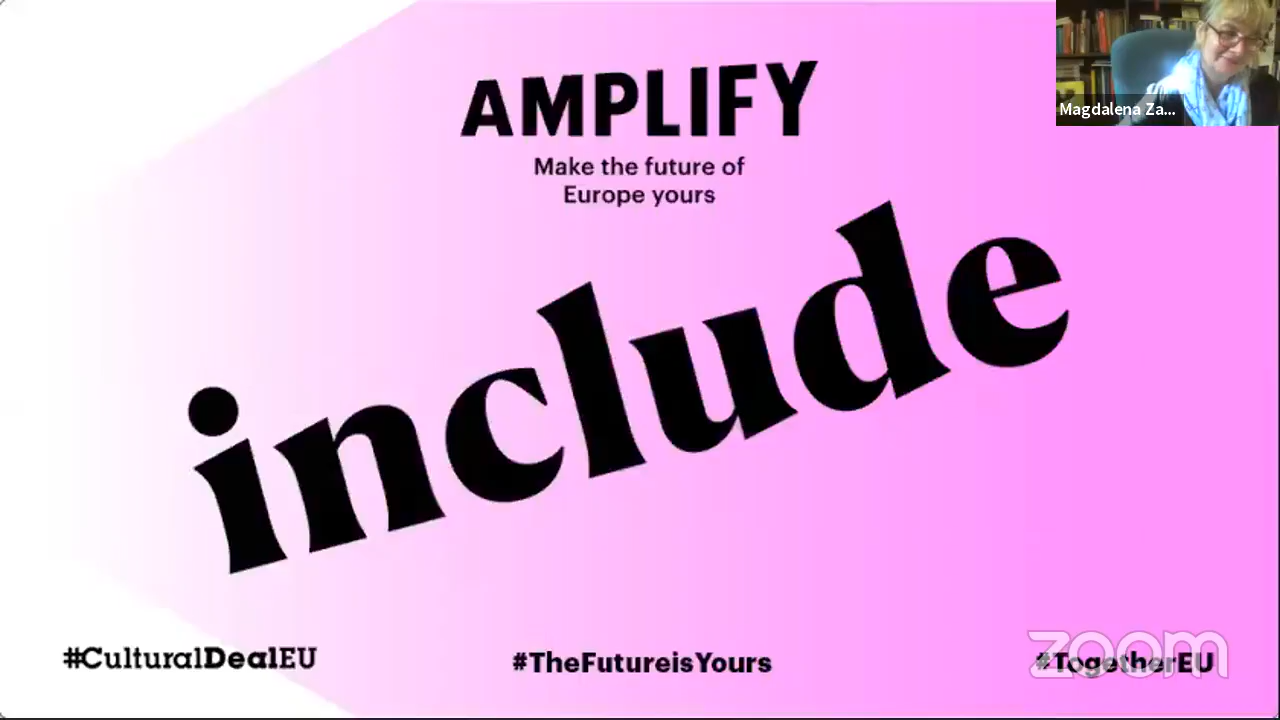 AMPLIFY
Make the future of
Europe yours
include
#CulturalDealEU
#TheFutureisYours
#TogetherEU
zoom
Magdalena Za...